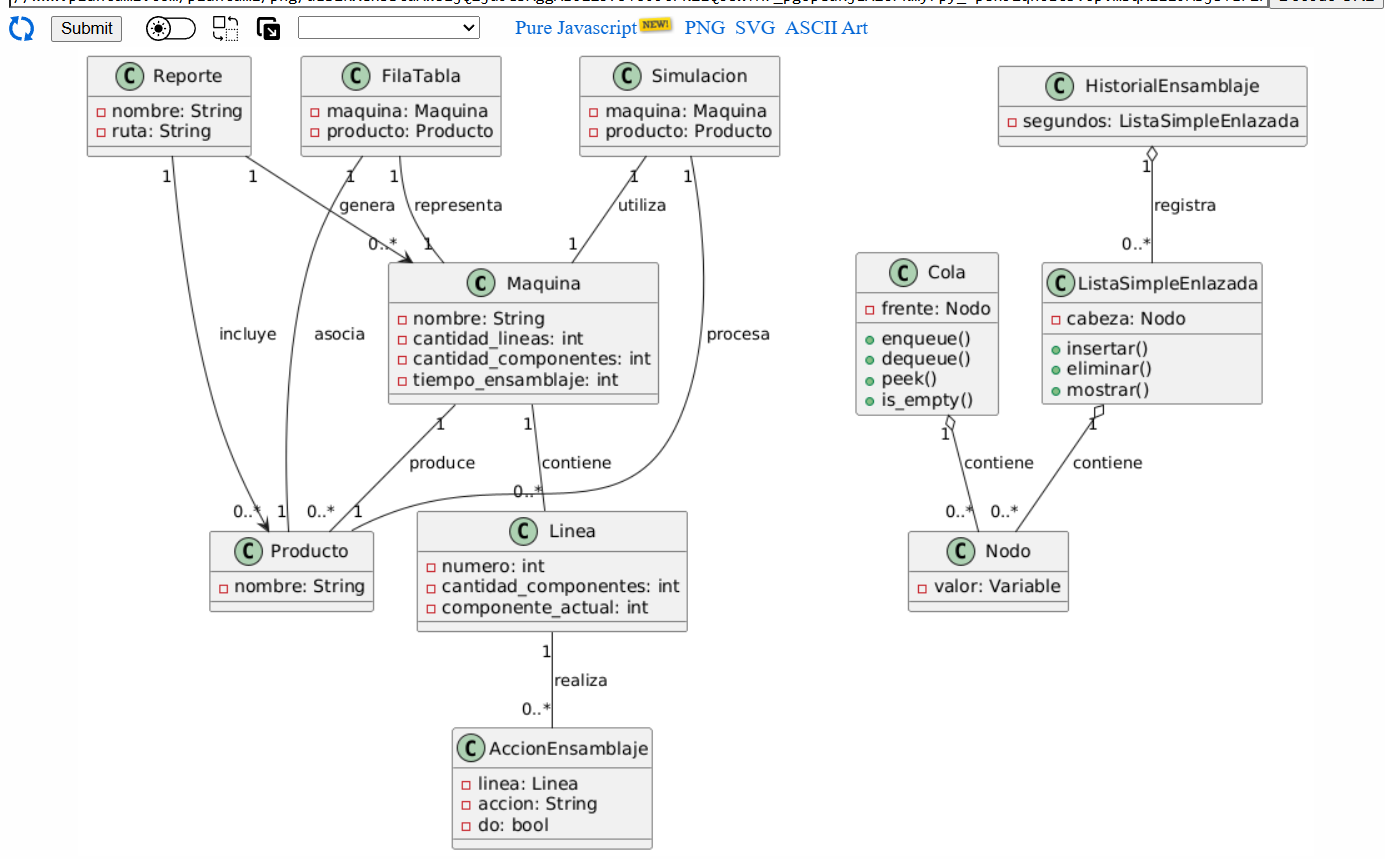 Submit
Pure Javascript NEW! PNG SVG ASCII Art
C Reporte
nombre: String
ruta: String
C FilaTabla
maquina: Maquina
producto: Producto
C Simulacion
maquina: Maquina
producto: Producto
C HistorialEnsamblaje
segundos: ListaSimpleEnlazada
1
1
1
1
1
1
1
genera
representa
utiliza
registra
0..*
1
1
0..*
C Maquina
nombre: String
cantidad_lineas: int
cantidad_componentes: int
tiempo_ensamblaje: int
C Cola
frente: Nodo
enqueue()
dequeue()
peek()
is_empty()
C ListaSimpleEnlazada
cabeza: Nodo
insertar()
eliminar()
mostrar()
incluye
asocia
procesa
1
1
1
1
produce
contiene
contiene
contiene
0..*
0..*
1
0..*
1
0..*
0..*
C Producto
nombre: String
C Linea
numero: int
cantidad_componentes: int
componente_actual: int
C Nodo
valor: Variable
1
realiza
0..*
C AccionEnsamblaje
linea: Linea
accion: String
do: bool